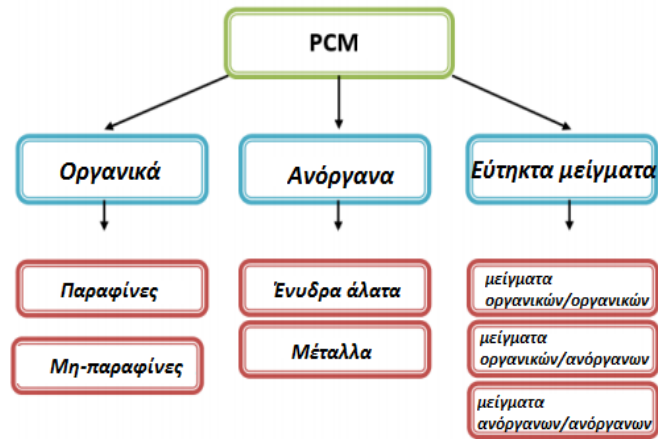 PCM
Οργανικά
Ανόργανα
Εύτηκτα μείγματα
Παραφίνες
Μη-παραφίνες
Ένυδρα άλατα
Μέταλλα
μείγματα
οργανικών/οργανικών
μείγματα
οργανικών/ανόργανων
μείγματα
ανόργανων/ανόργανων